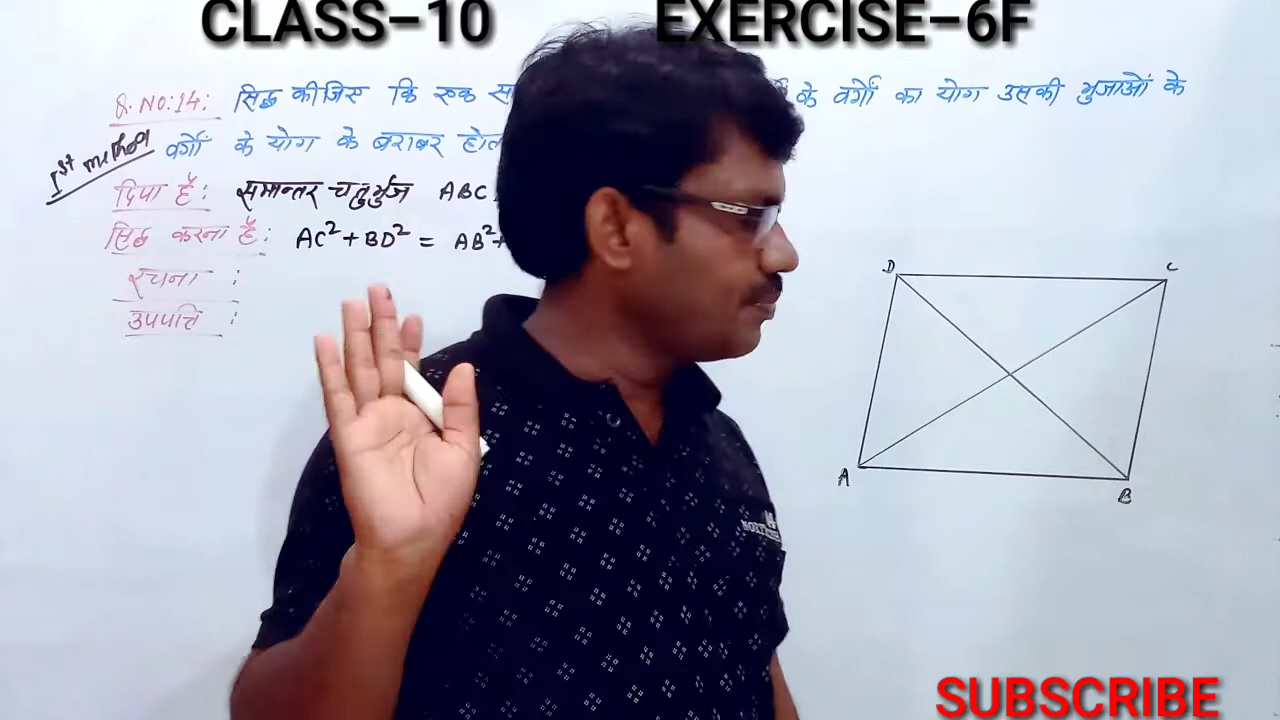 CLASS-10 EXERCISE-6F
Q. NO:14: सिद्ध कीजिए कि एक के वर्गों का योग उसकी भुजाओं के
1st method
वर्गों के योग के बराबर
दिया है: समान्तर चतुर्भुज ABC
सिद्ध करना है: AC²+BD² = AB²+
रचना :
उपपत्ति :
D C
A B
SUBSCRIBE